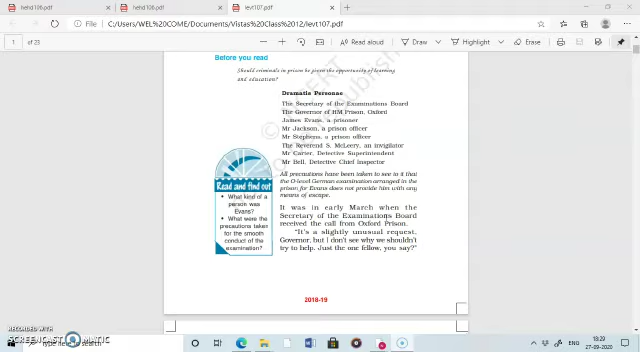 hehd106.pdf
hehd106.pdf
levt107.pdf
C:/Users/WEL%20COME/Documents/Vistas%20Class%2012/levt107.pdf
1 of 23
Read aloud
Draw
Highlight
Erase
Before you read
Should criminals in prison be given the opportunity of learning
and education?
Dramatis Personae
The Secretary of the Examinations Board
The Governor of HM Prison, Oxford
James Evans, a prisoner
Mr Jackson, a prison officer
Mr Stephens, a prison officer
The Reverend S. McLeery, an invigilator
Mr Carter, Detective Superintendent
Mr Bell, Detective Chief Inspector
Read and find out
• What kind of a
person was
Evans?
• What were the
precautions taken
for the smooth
conduct of the
examination?
All precautions have been taken to see to it that
the O-level German examination arranged in the
prison for Evans does not provide him with any
means of escape.
It was in early March when the
Secretary of the Examinations Board
received the call from Oxford Prison.
"It's a slightly unusual request,
Governor, but I don't see why we shouldn't
try to help. Just the one fellow, you say?"
2018-19
RECORDED WITH
SCREENCAST MATIC
Type here to search
ENG
18:29
27-09-2020